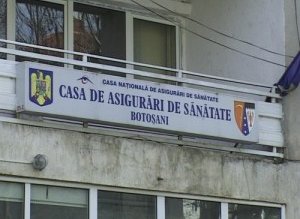 CASA NAȚIONALĂ DE ASIGURĂRI DE SĂNĂTATE
CASA DE ASIGURĂRI DE SĂNĂTATE
BOTOȘANI